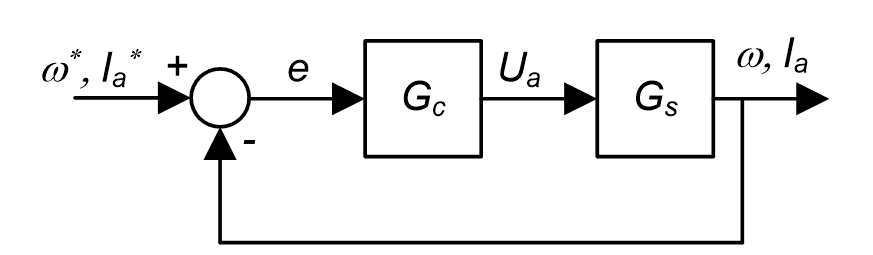 ω*, Ia* + e Gc Ua Gs ω, Ia
-